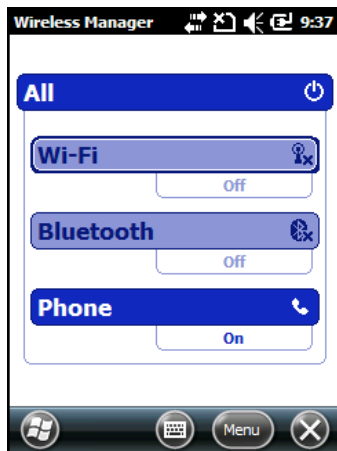 Wireless Manager 9:37
All
Wi-Fi
Off
Bluetooth
Off
Phone
On
Menu